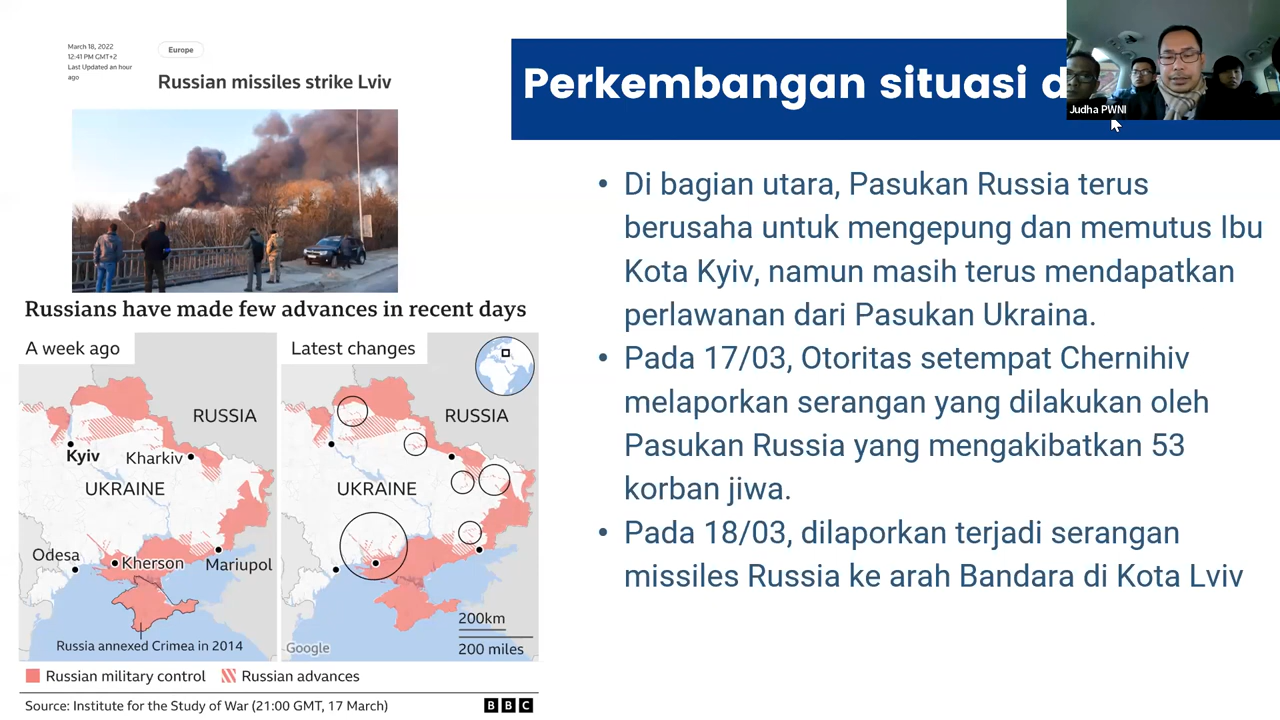 March 18, 2022
12:41 PM GMT+2
Last Updated an hour
ago
Europe
Russian missiles strike Lviv
Russians have made few advances in recent days
A week ago
RUSSIA
Kyiv
Kharkiv
UKRAINE
Odesa
Kherson
Mariupol
Russia annexed Crimea in 2014
Latest changes
RUSSIA
UKRAINE
200km
200 miles
Google
Russian military control
Russian advances
Source: Institute for the Study of War (21:00 GMT, 17 March)
BBC
Perkembangan situasi d
Judha PWNI
• Di bagian utara, Pasukan Russia terus
berusaha untuk mengepung dan memutus Ibu
Kota Kyiv, namun masih terus mendapatkan
perlawanan dari Pasukan Ukraina.
• Pada 17/03, Otoritas setempat Chernihiv
melaporkan serangan yang dilakukan oleh
Pasukan Russia yang mengakibatkan 53
korban jiwa.
• Pada 18/03, dilaporkan terjadi serangan
missiles Russia ke arah Bandara di Kota Lviv